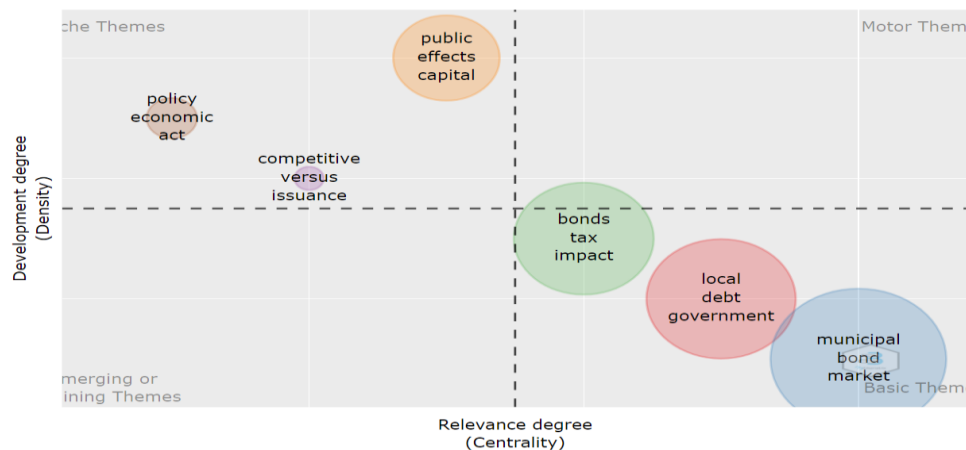 che Themes
Motor Them
public
effects
capital
policy
economic
act
competitive
versus
issuance
bonds
tax
impact
local
debt
government
municipal
bond
market
merging or
ining Themes
Basic Theme
Development degree
(Density)
Relevance degree
(Centrality)